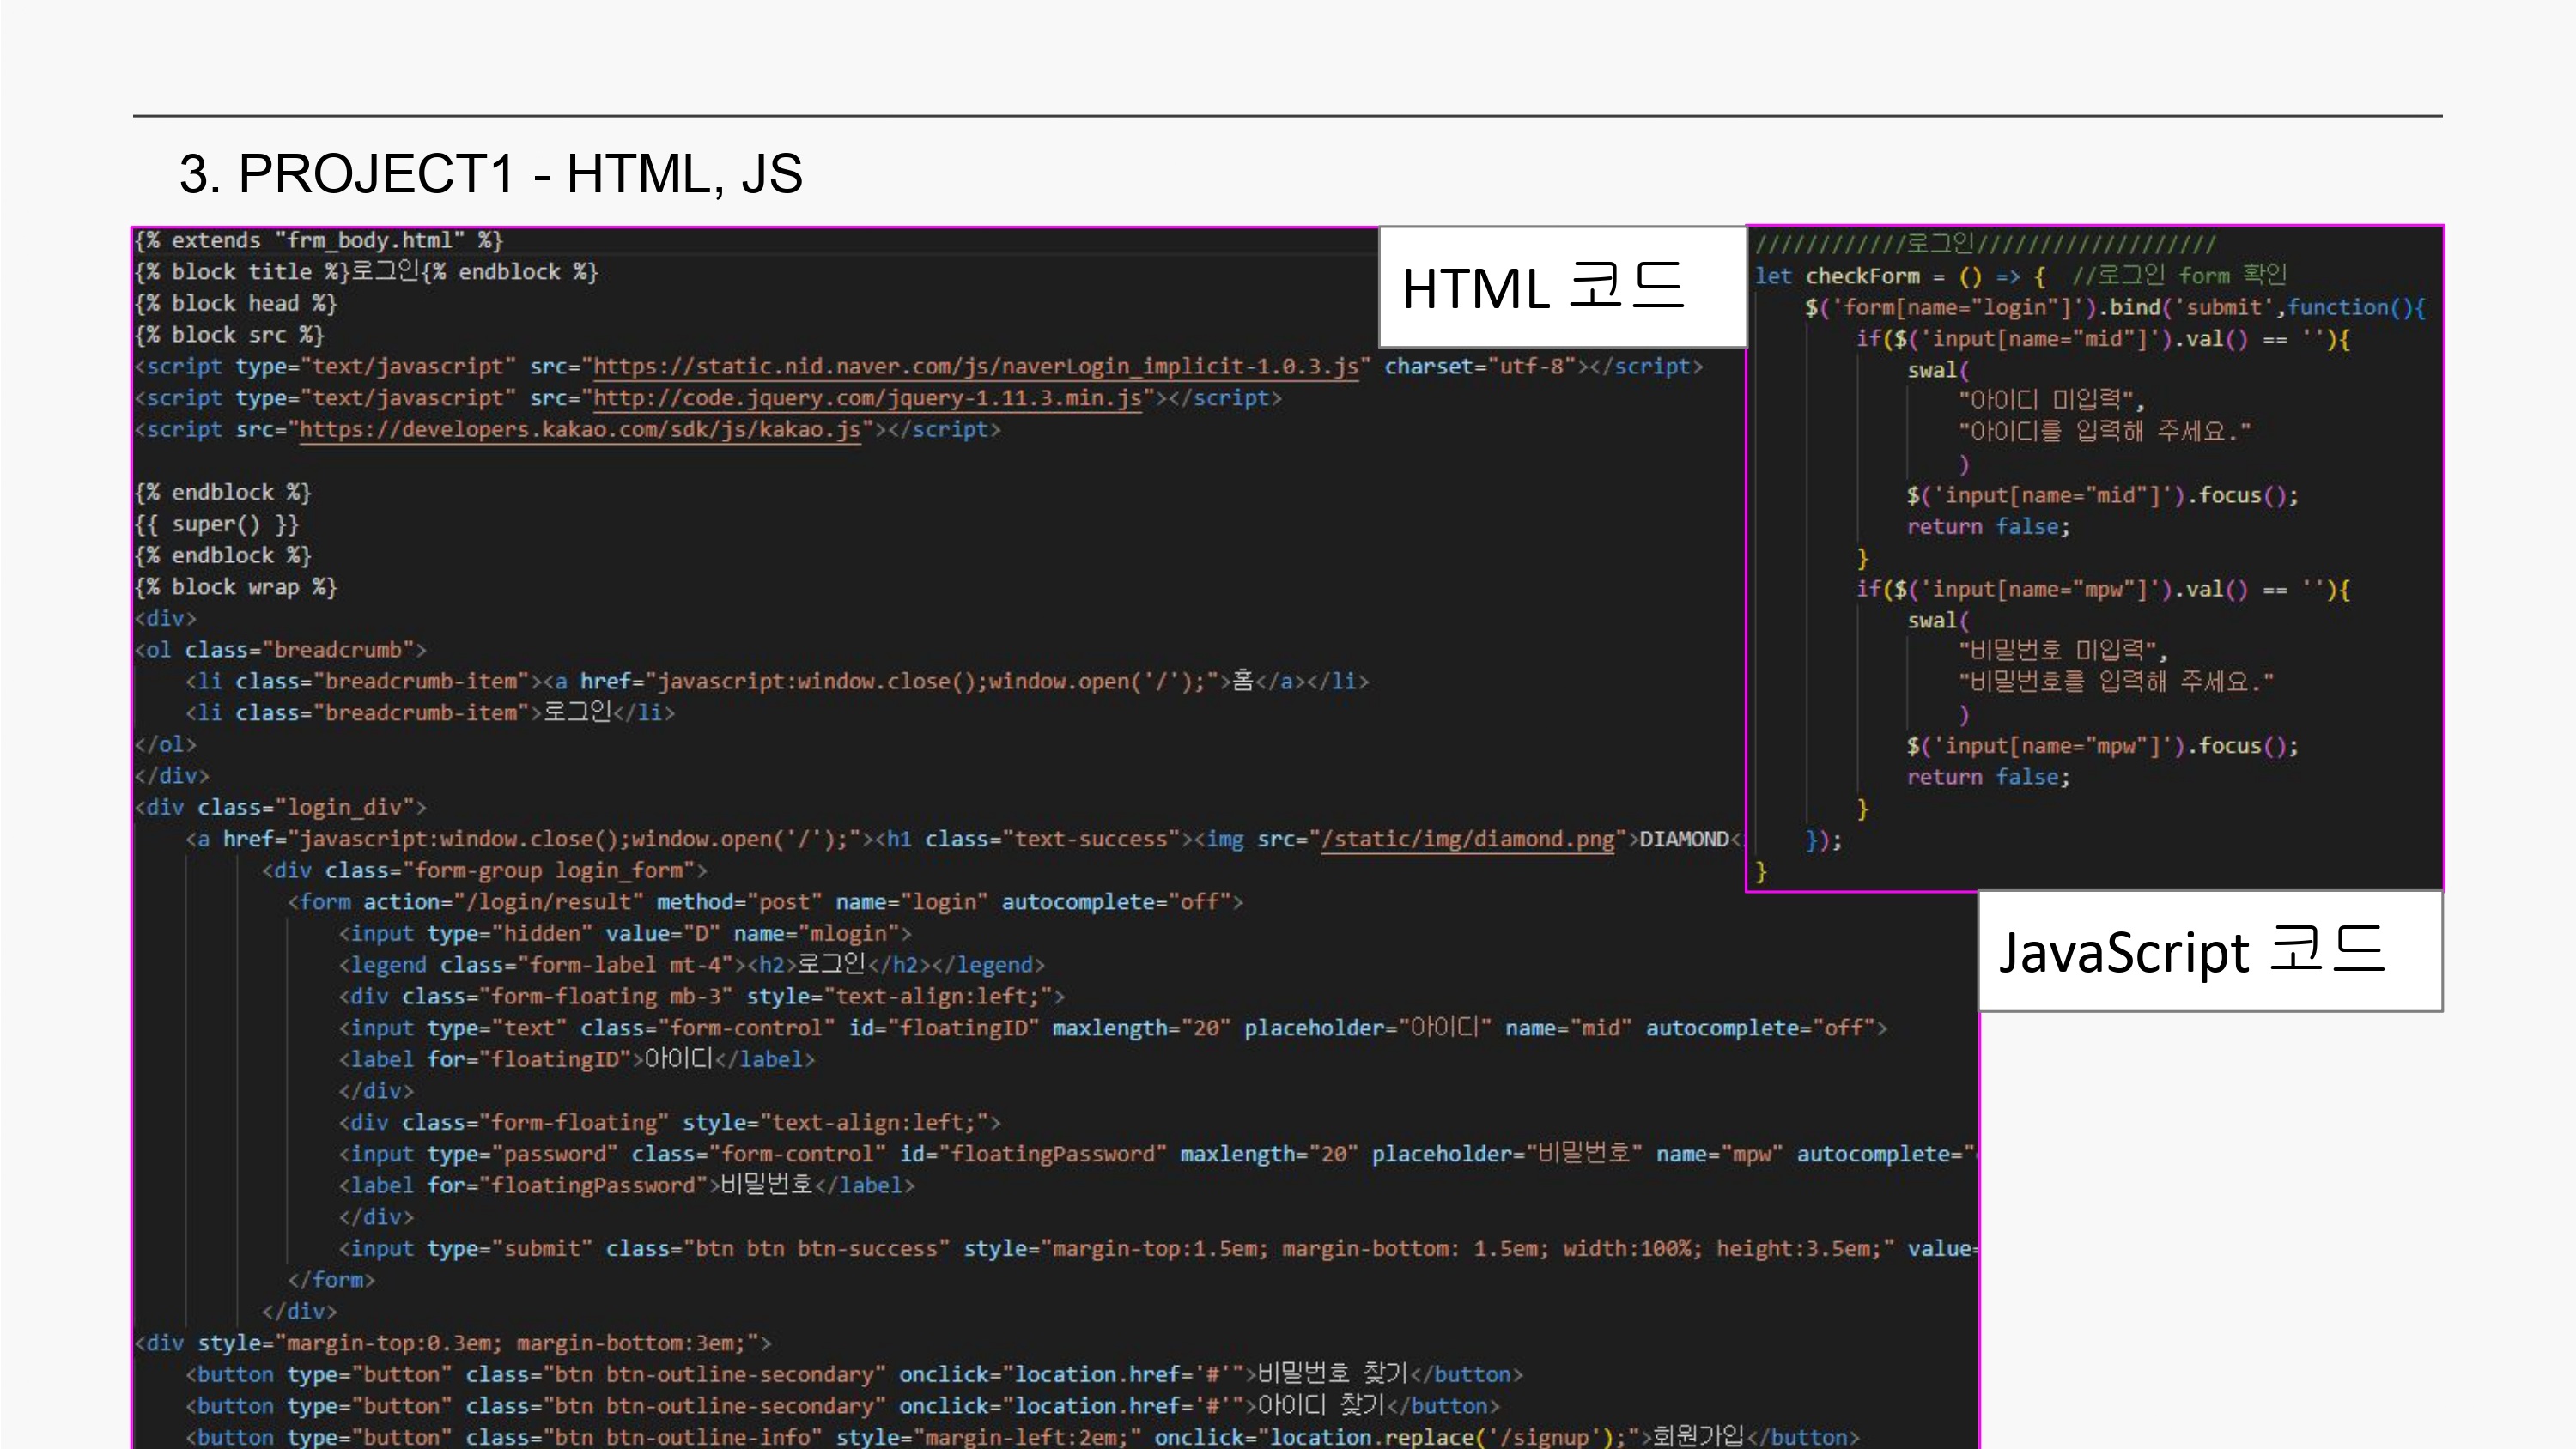 3. PROJECT1 - HTML, JS
{% extends "frm_body.html" %}
{% block title %}로그인{% endblock %}
{% block head %}
{% block src %}
<script type="text/javascript" src="https://static.nid.naver.com/js/naverLogin_implicit-1.0.3.js" charset="utf-8"></script>
<script type="text/javascript" src="http://code.jquery.com/jquery-1.11.3.min.js"></script>
<script src="https://developers.kakao.com/sdk/js/kakao.js"></script>
{% endblock %}
{{ super() }}
{% endblock %}
{% block wrap %}
<div>
<ol class="breadcrumb">
<li class="breadcrumb-item"><a href="javascript:window.close();window.open('/');">홈</a></li>
<li class="breadcrumb-item">로그인</li>
</ol>
</div>
<div class="login_div">
<a href="javascript:window.close();window.open('/');"><h1 class="text-success"><img src="/static/img/diamond.png">DIAMOND<
<div class="form-group login_form">
<form action="/login/result" method="post" name="login" autocomplete="off">
<input type="hidden" value="D" name="mlogin">
<legend class="form-label mt-4"><h2>로그인</h2></legend>
<div class="form-floating mb-3" style="text-align:left;">
<input type="text" class="form-control" id="floatingID" maxlength="20" placeholder="아이디" name="mid" autocomplete="off">
<label for="floatingID">아이디</label>
</div>
<div class="form-floating" style="text-align:left;">
<input type="password" class="form-control" id="floatingPassword" maxlength="20" placeholder="비밀번호" name="mpw" autocomplete="
<label for="floatingPassword">비밀번호</label>
</div>
<input type="submit" class="btn btn btn-success" style="margin-top:1.5em; margin-bottom: 1.5em; width:100%; height:3.5em;" value=
</form>
</div>
<div style="margin-top:0.3em; margin-bottom:3em;">
<button type="button" class="btn btn-outline-secondary" onclick="location.href='#'">비밀번호 찾기</button>
<button type="button" class="btn btn-outline-secondary" onclick="location.href='#'">아이디 찾기</button>
<button type="button" class="btn btn-outline-info" style="margin-left:2em;" onclick="location.replace('/signup');">회원가입</button>
HTML 코드
////////////로그인///////////////////
let checkForm = () => {  //로그인 form 확인
$('form[name="login"]').bind('submit',function(){
if($('input[name="mid"]').val() == ''){
swal(
"아이디 미입력",
"아이디를 입력해 주세요."
)
$('input[name="mid"]').focus();
return false;
}
if($('input[name="mpw"]').val() == ''){
swal(
"비밀번호 미입력",
"비밀번호를 입력해 주세요."
)
$('input[name="mpw"]').focus();
return false;
}
});
}
JavaScript 코드